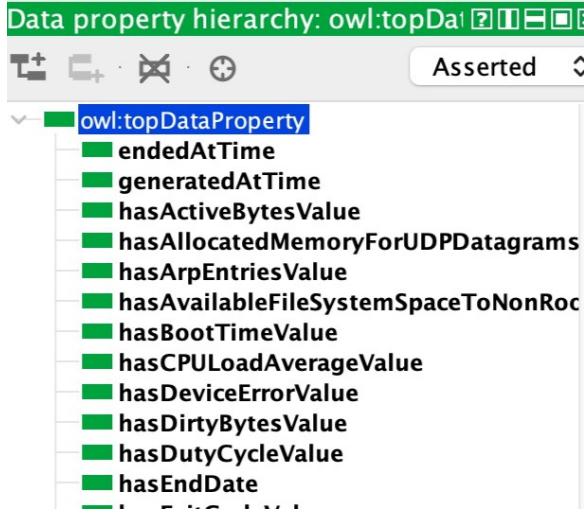 Data property hierarchy: owl:topDat
Asserted
owl:topDataProperty
endedAtTime
generatedAtTime
hasActiveBytesValue
hasAllocatedMemoryForUDPDatagrams
hasArpEntriesValue
hasAvailableFileSystemSpaceToNonRoo
hasBootTimeValue
hasCPULoadAverageValue
hasDeviceErrorValue
hasDirtyBytesValue
hasDutyCycleValue
hasEndDate